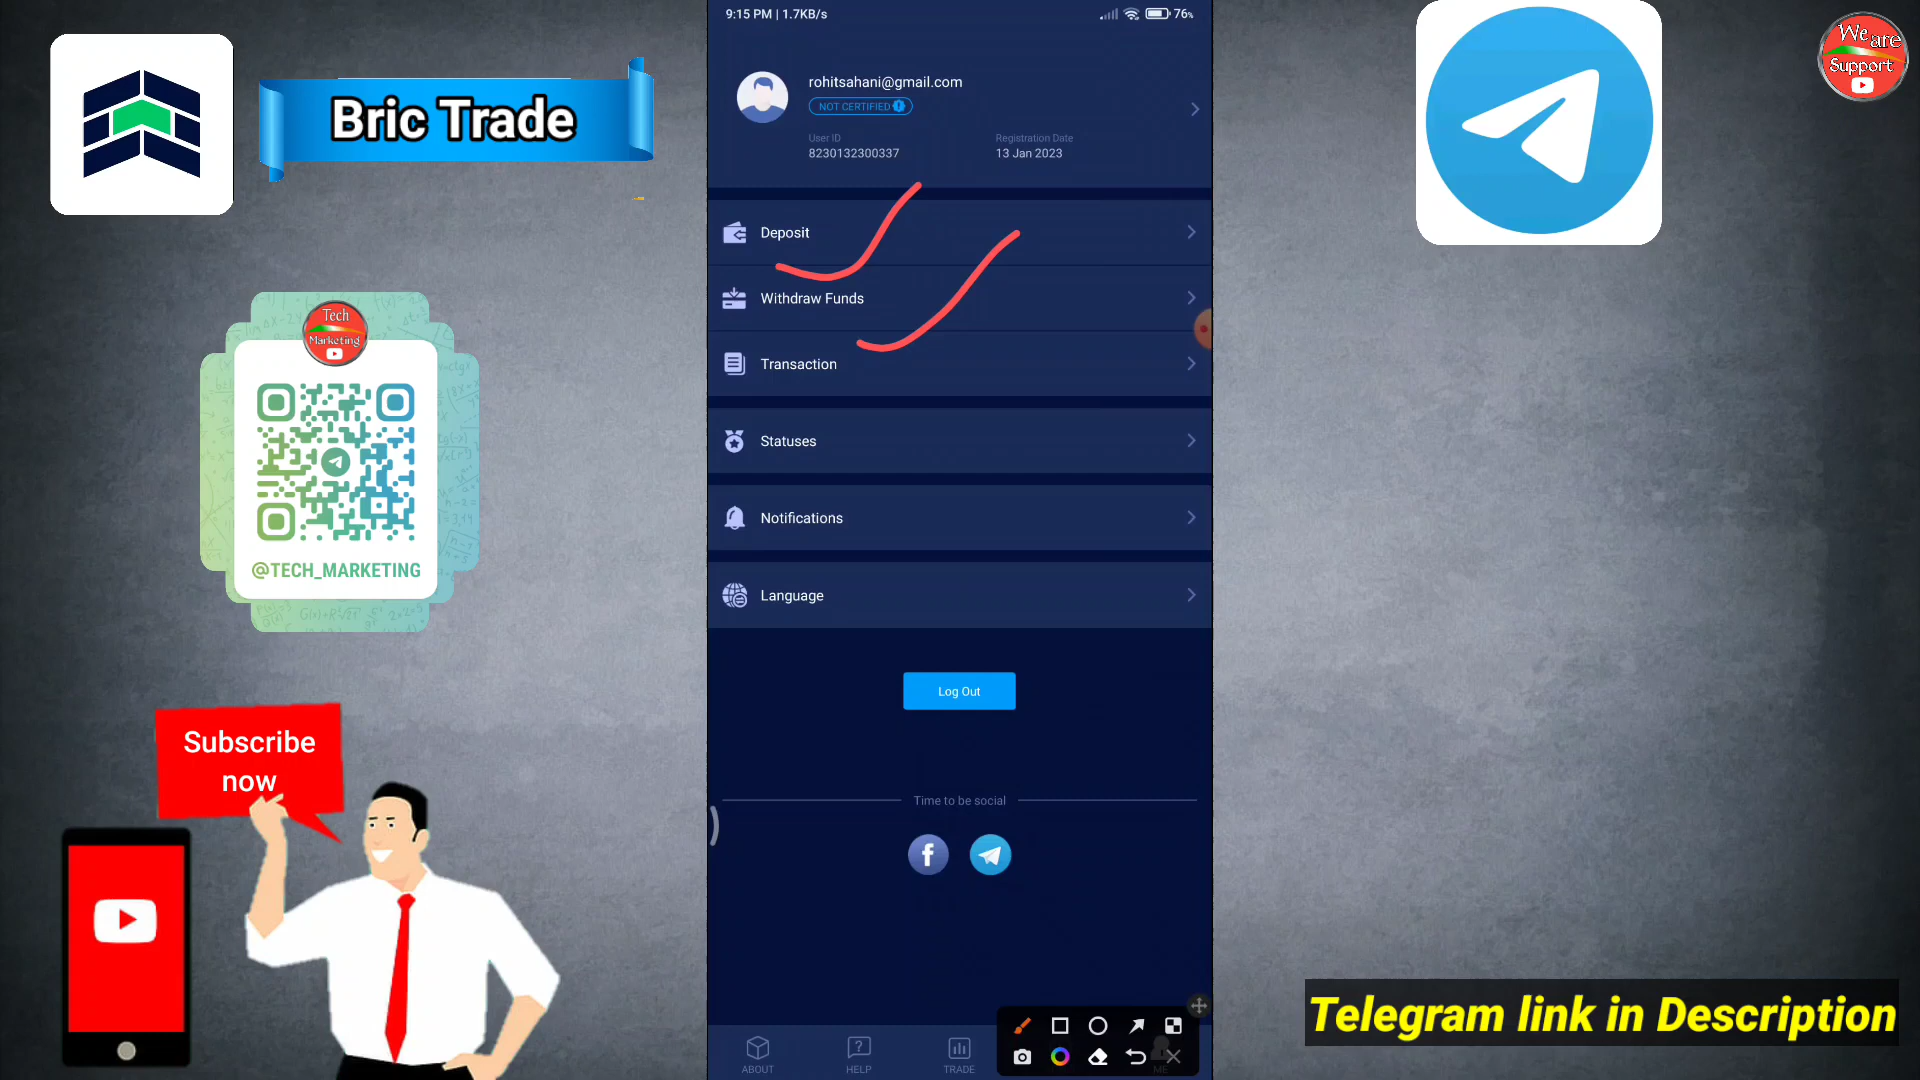 9:15 PM | 1.7KB/s
76%
We are
Support
Bric Trade
rohitsahani@gmail.com
NOT CERTIFIED
User ID
Registration Date
8230132300337
13 Jan 2023
Deposit
Withdraw Funds
Transaction
Statuses
Notifications
Language
Log Out
Time to be social
ABOUT
HELP
TRADE
ME
Tech
Marketing
@TECH_MARKETING
Subscribe
now
Telegram link in Description